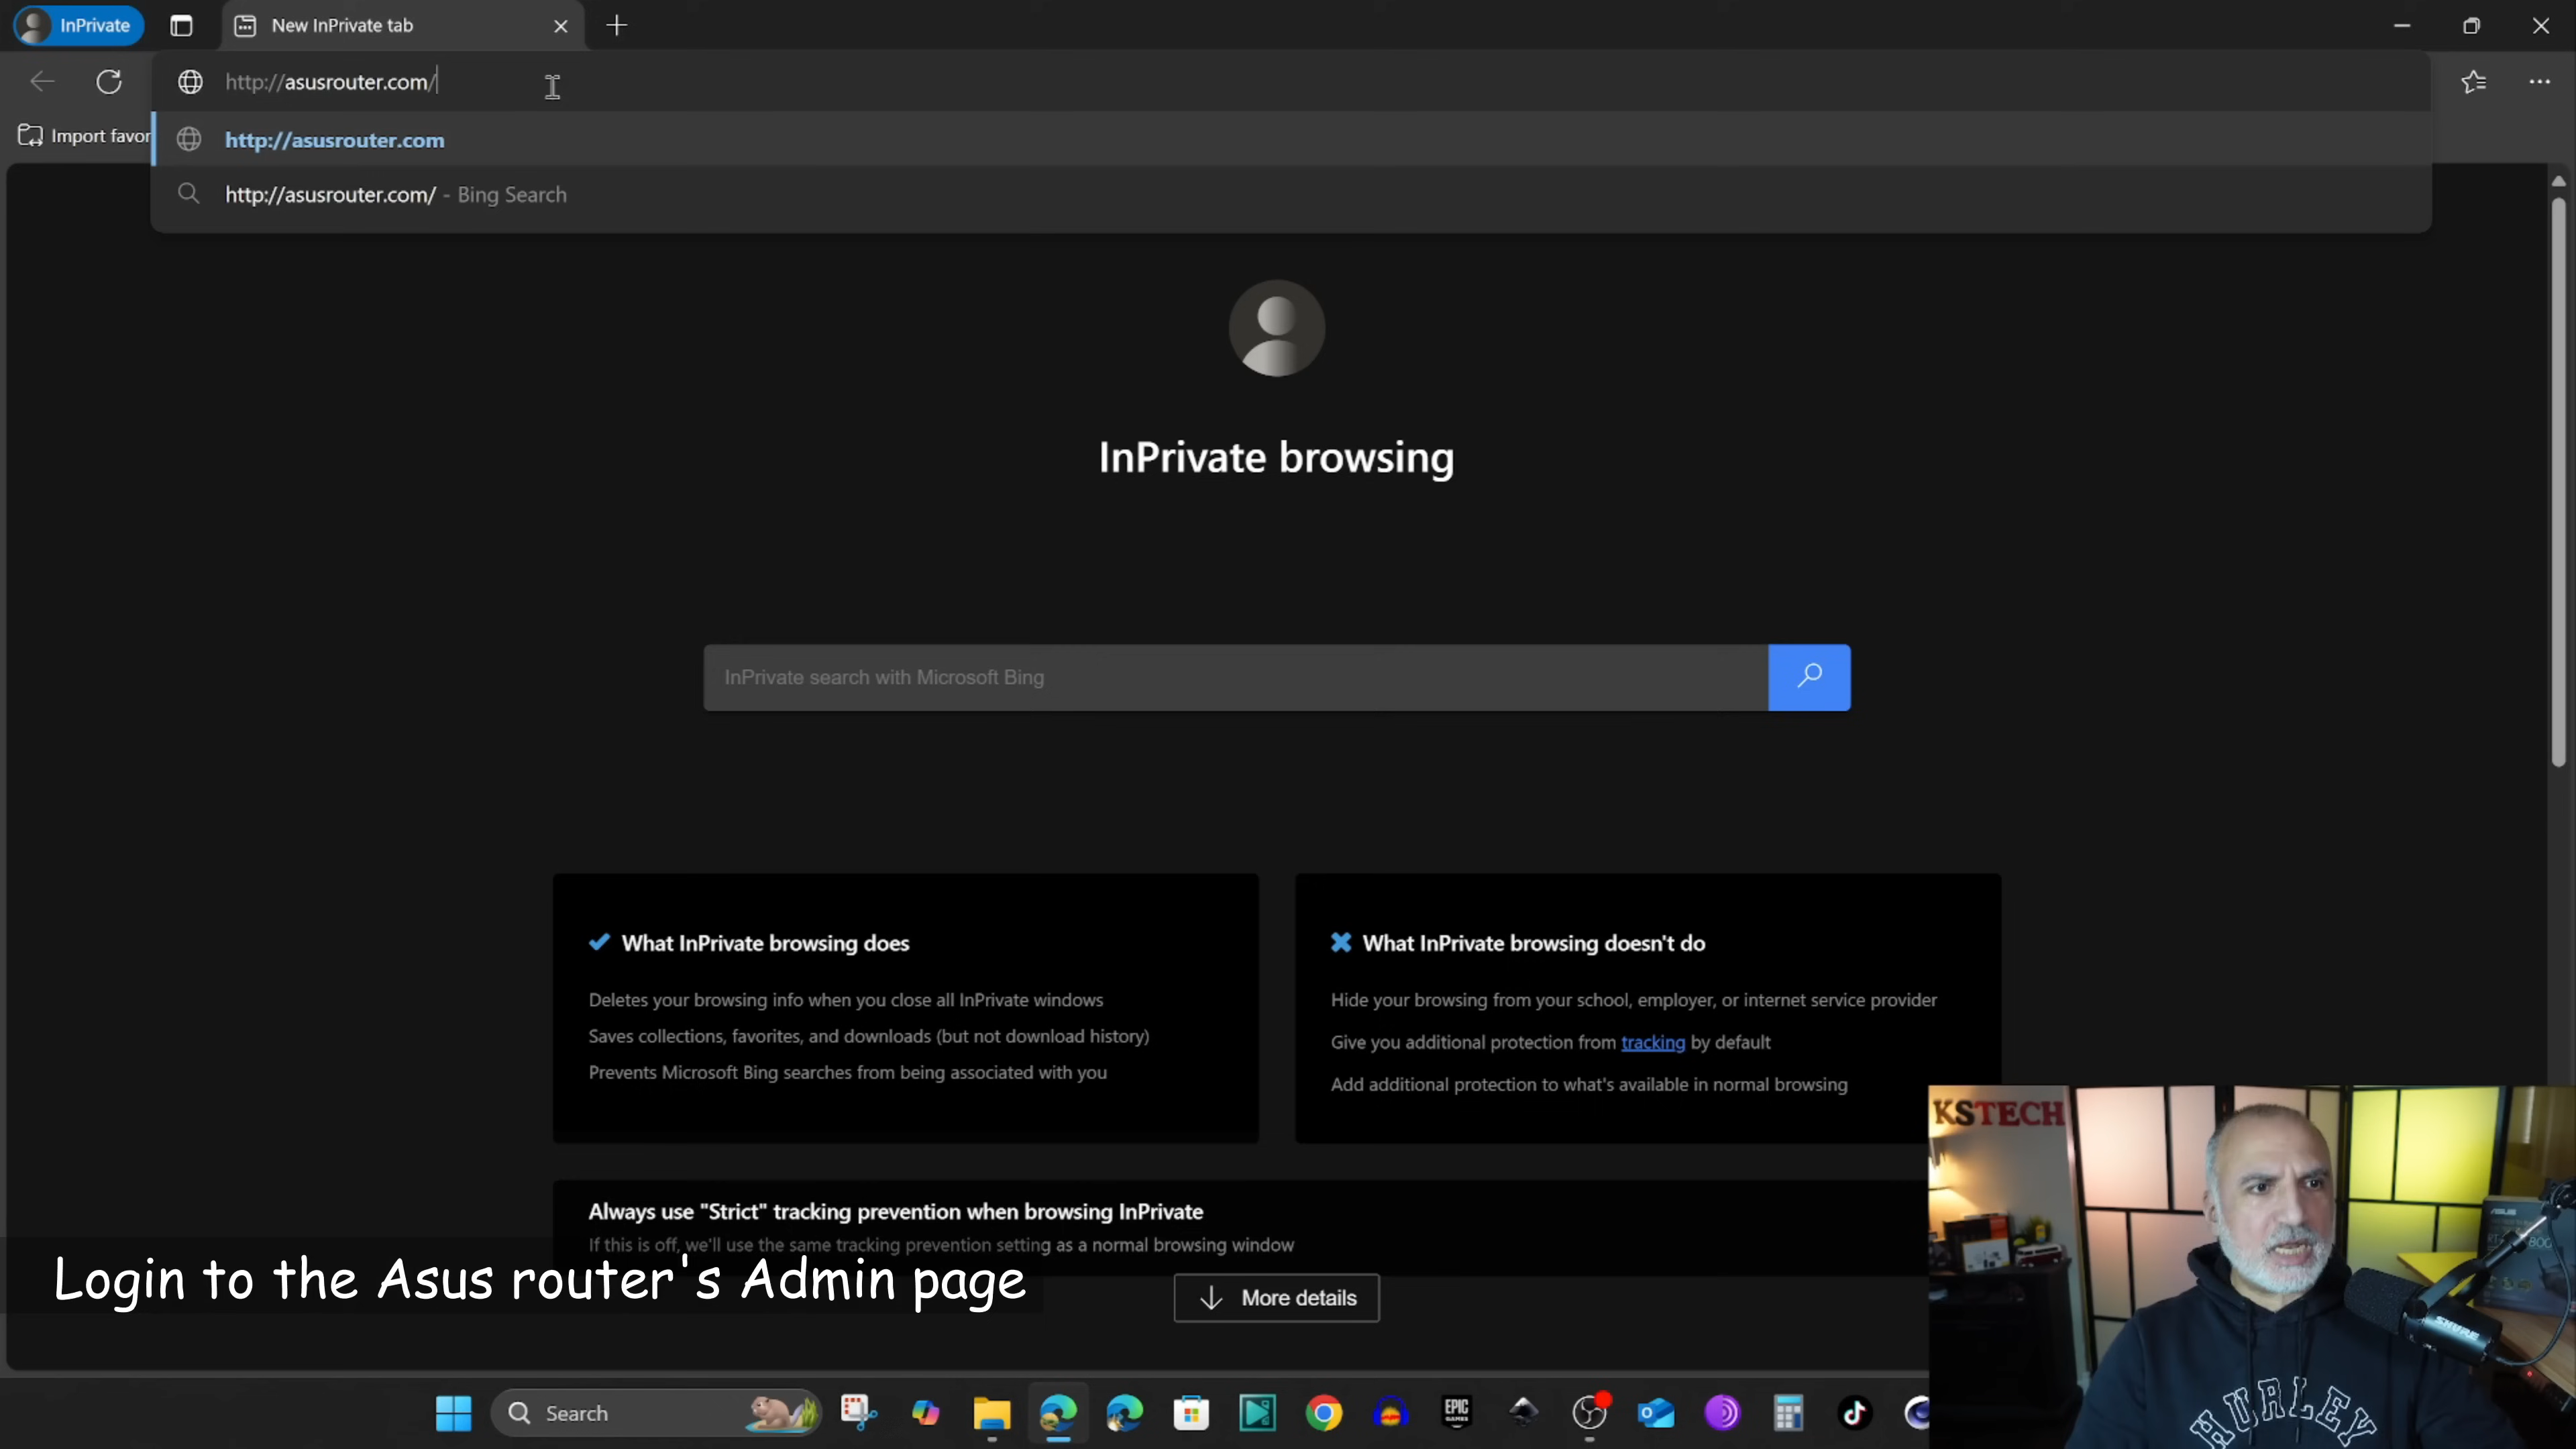 InPrivate
New InPrivate tab
http://asusrouter.com/
Import favor
http://asusrouter.com
http://asusrouter.com/ - Bing Search
InPrivate browsing
InPrivate search with Microsoft Bing
What InPrivate browsing does
Deletes your browsing info when you close all InPrivate windows
Saves collections, favorites, and downloads (but not download history)
Prevents Microsoft Bing searches from being associated with you
What InPrivate browsing doesn't do
Hide your browsing from your school, employer, or internet service provider
Give you additional protection from tracking by default
Add additional protection to what's available in normal browsing
Always use "Strict" tracking prevention when browsing InPrivate
If this is off, we'll use the same tracking prevention setting as a normal browsing window
Login to the Asus router's Admin page
More details
KSTECH
ASUS
SHURE
HURLEY
Search
EPIC
GAMES